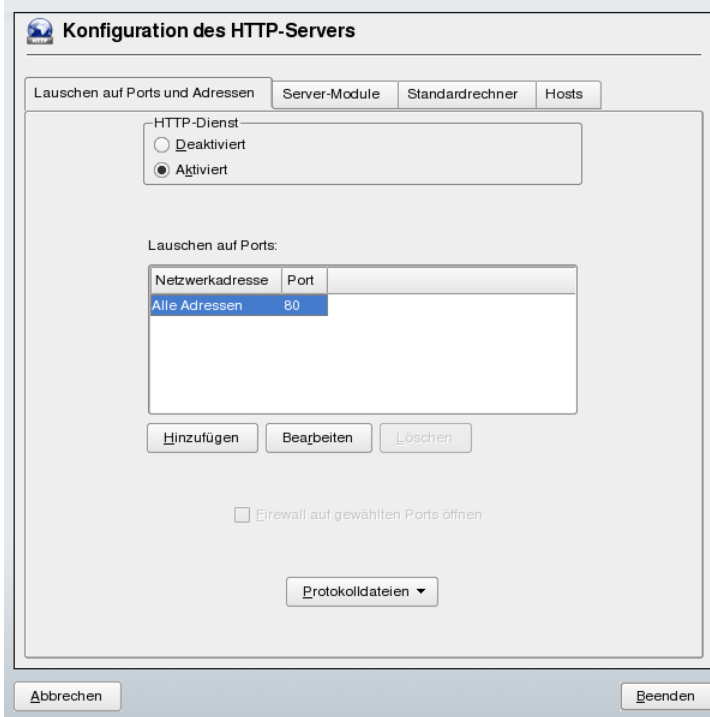 Konfiguration des HTTP-Servers
Lauschen auf Ports und Adressen Server-Module Standardrechner Hosts
HTTP-Dienst
Deaktiviert
Aktiviert
Lauschen auf Ports:
Netzwerkadresse Port
Alle Adressen 80
Hinzufügen Bearbeiten Löschen
Firewall auf gewählten Ports öffnen
Protokolldateien
Abbrechen Beenden